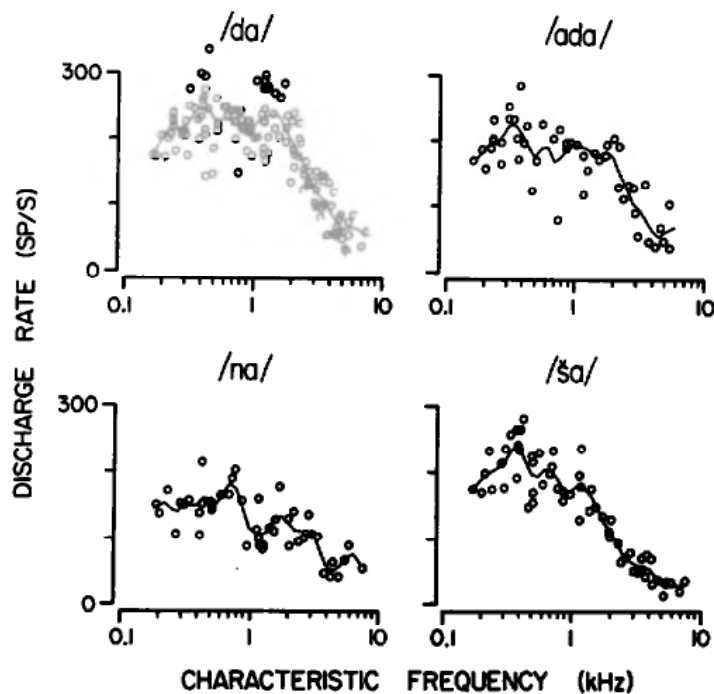 /da/ /ada/
300
0
0.1 1 10 0.1 1 10
/na/ /ša/
300
0
0.1 1 10 0.1 1 10
DISCHARGE RATE (SP/S)
CHARACTERISTIC FREQUENCY (kHz)